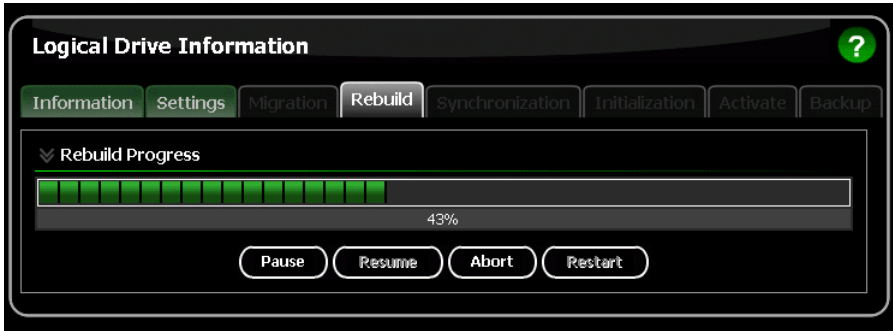 Logical Drive Information
?
Information Settings Migration Rebuild Synchronization Initialization Activate Backup
Rebuild Progress
43%
Pause Resume Abort Restart